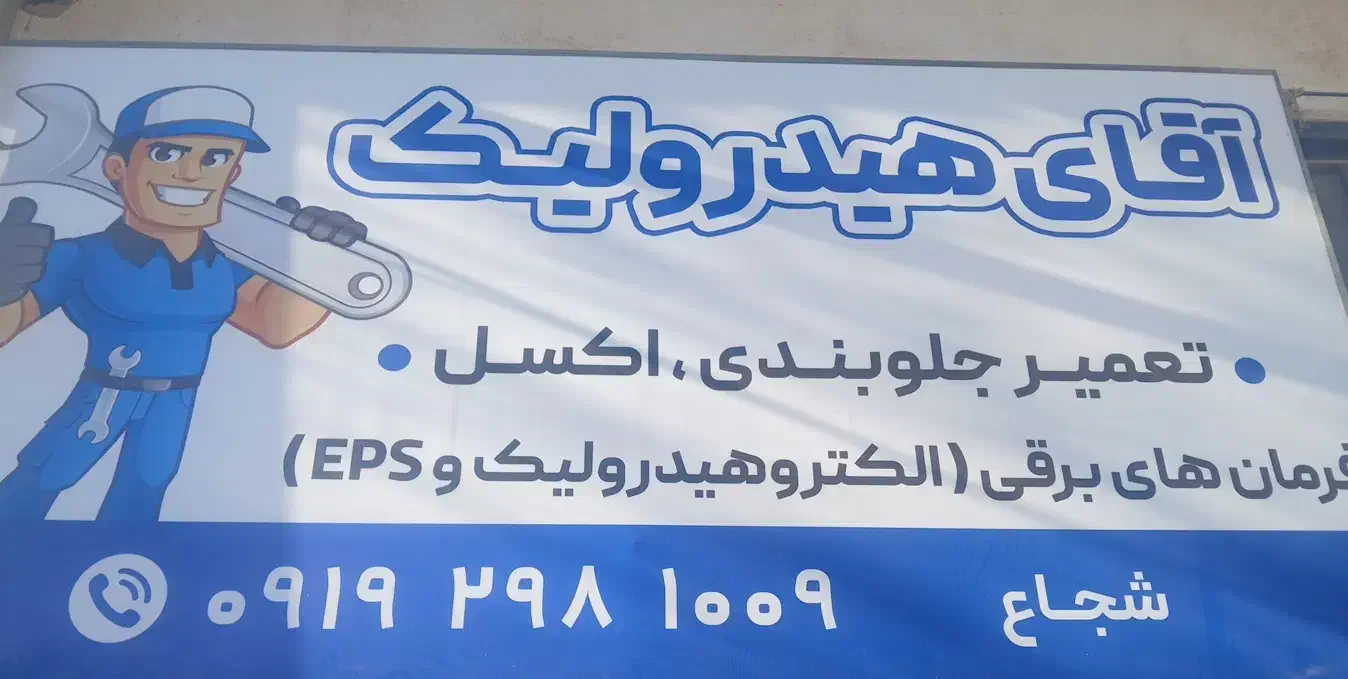 آقای هیدرولیک
• تعمیر جلوبندی، اکسل •
فرمان های برقی (الکتروهیدرولیک و EPS)
شجاع
۰۹۱۹ ۲۹۸ ۱۰۰۹